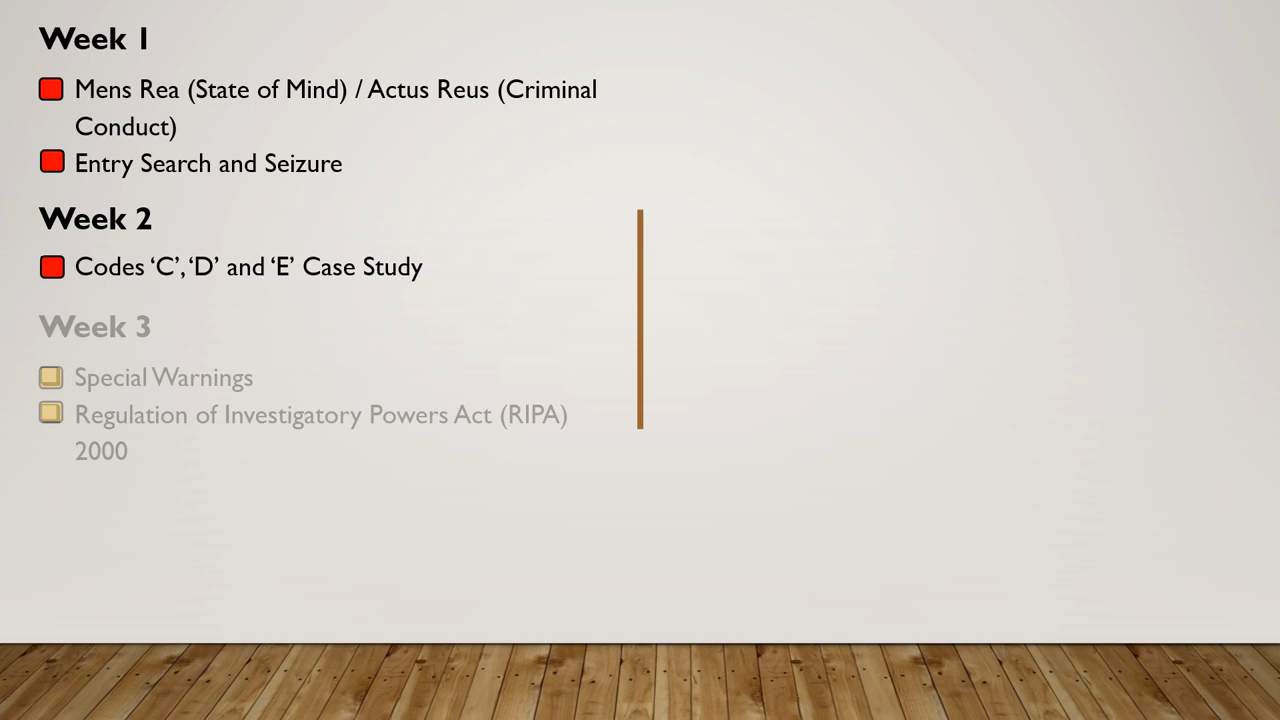 Week 1
Mens Rea (State of Mind) / Actus Reus (Criminal
Conduct)
Entry Search and Seizure
Week 2
Codes ‘C’, ‘D’ and ‘E’ Case Study
Week 3
Special Warnings
Regulation of Investigatory Powers Act (RIPA)
2000